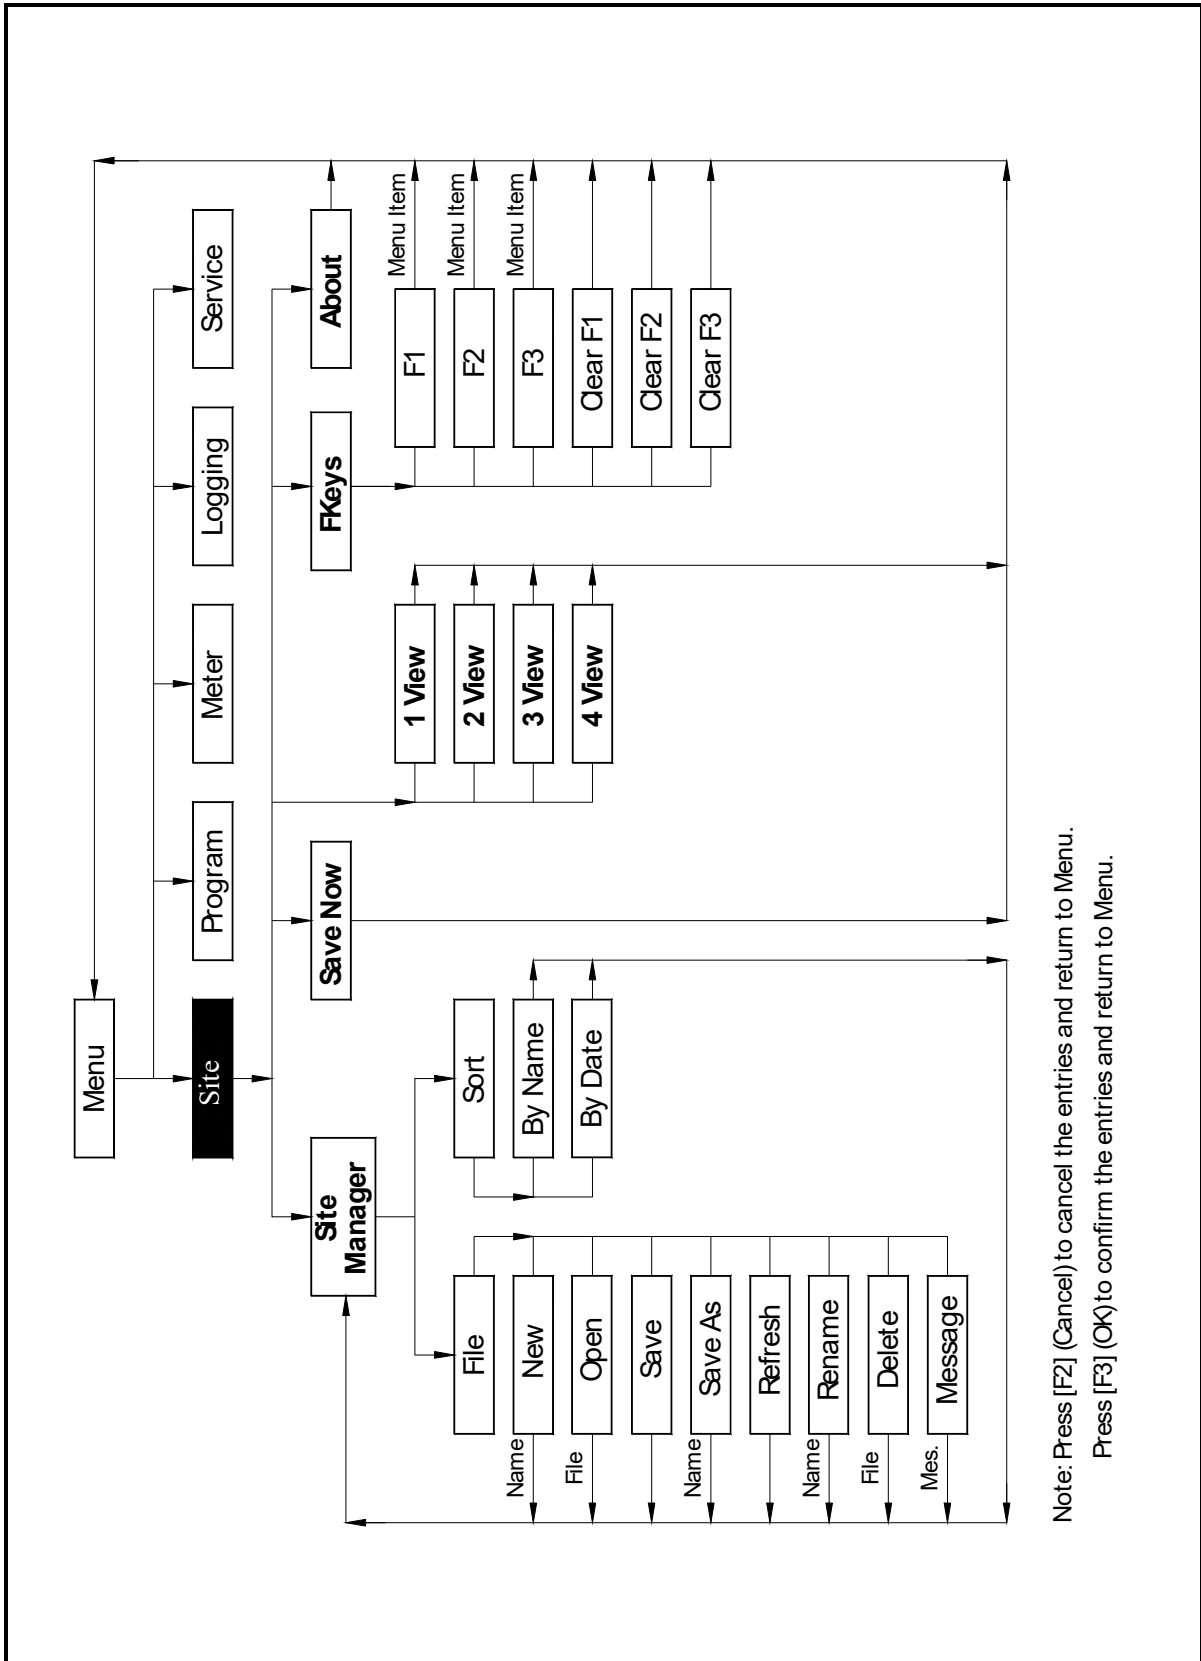 Menu
Site
Program
Meter
Logging
Service
Site
Manager
Save Now
FKeys
About
File
New
Open
Save
Save As
Refresh
Rename
Delete
Message
Name
File
Name
Name
File
Mes.
Sort
By Name
By Date
1 View
2 View
3 View
4 View
F1
F2
F3
Clear F1
Clear F2
Clear F3
Menu Item
Menu Item
Menu Item
Note: Press [F2] (Cancel) to cancel the entries and return to Menu.
Press [F3] (OK) to confirm the entries and return to Menu.